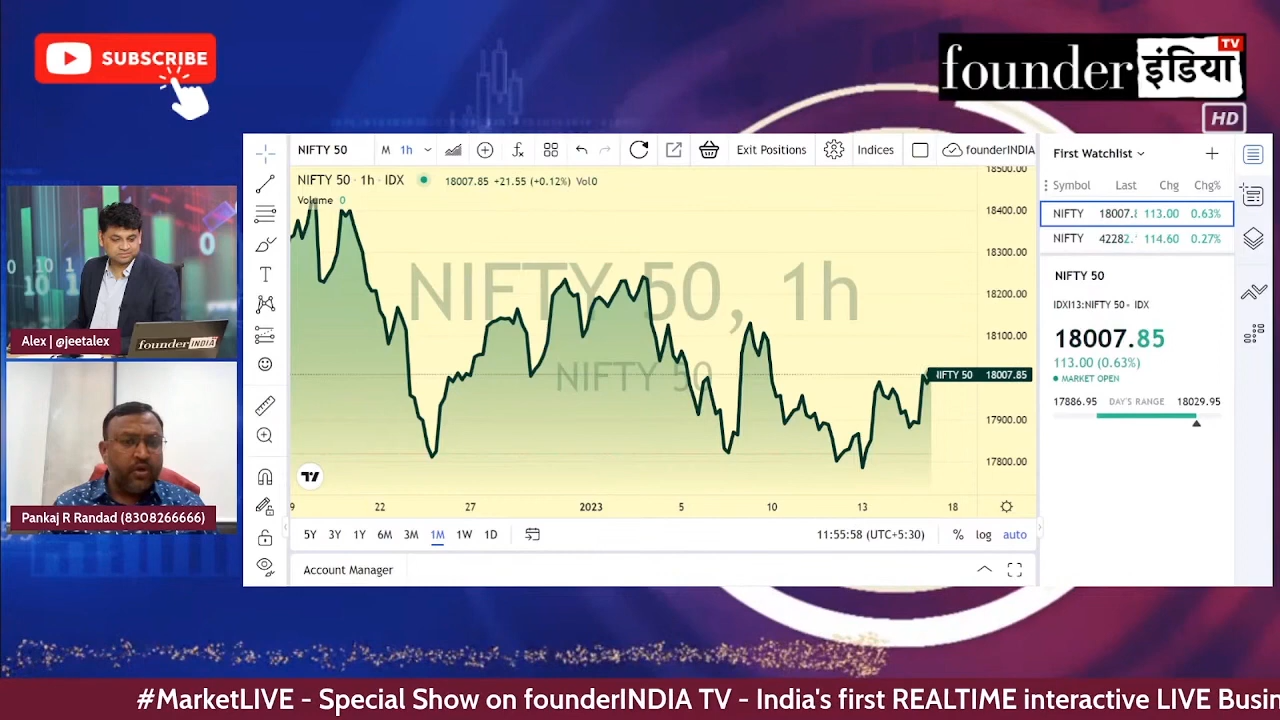 SUBSCRIBE
founder इंडिया TV
HD
NIFTY 50 M 1h Exit Positions Indices founderINDIA
NIFTY 50 · 1h · IDX 18007.85 +21.55 (+0.12%) Vol0
Volume 0
NIFTY 50, 1h
NIFTY 50
18500.00
18400.00
18300.00
18200.00
18100.00
NIFTY 50 18007.85
17900.00
17800.00
9 22 27 2023 5 10 13 18
5Y 3Y 1Y 6M 3M 1M 1W 1D 11:55:58 (UTC+5:30) % log auto
Account Manager
First Watchlist
Symbol Last Chg Chg%
NIFTY 18007.8 113.00 0.63%
NIFTY 42282. 114.60 0.27%
NIFTY 50
IDXI13:NIFTY 50 - IDX
18007.85
113.00 (0.63%)
MARKET OPEN
17886.95 DAY'S RANGE 18029.95
Alex | @jeetalex
founderINDIA
Pankaj R Randad (8308266666)
#MarketLIVE - Special Show on founderINDIA TV - India's first REALTIME interactive LIVE Busin